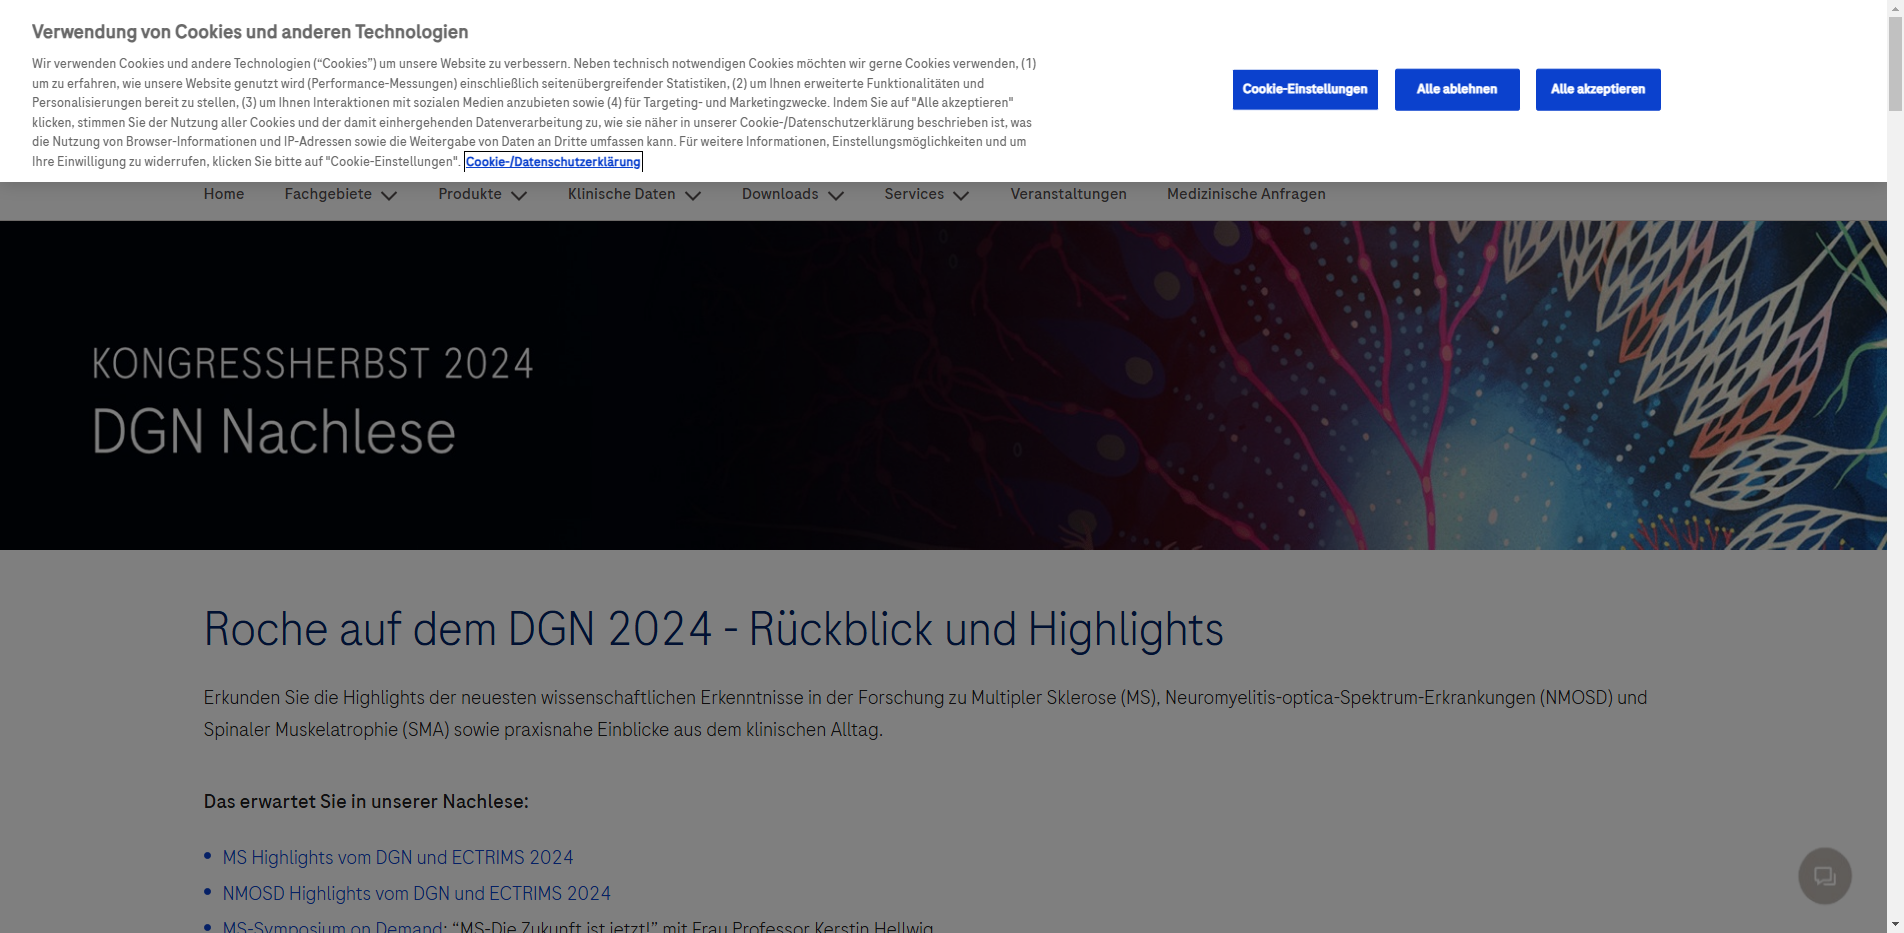 Verwendung von Cookies und anderen Technologien
Wir verwenden Cookies und andere Technologien (“Cookies”) um unsere Website zu verbessern. Neben technisch notwendigen Cookies möchten wir gerne Cookies verwenden, (1)
um zu erfahren, wie unsere Website genutzt wird (Performance-Messungen) einschließlich seitenübergreifender Statistiken, (2) um Ihnen erweiterte Funktionalitäten und
Personalisierungen bereit zu stellen, (3) um Ihnen Interaktionen mit sozialen Medien anzubieten sowie (4) für Targeting- und Marketingzwecke. Indem Sie auf "Alle akzeptieren"
klicken, stimmen Sie der Nutzung aller Cookies und der damit einhergehenden Datenverarbeitung zu, wie sie näher in unserer Cookie-/Datenschutzerklärung beschrieben ist, was
die Nutzung von Browser-Informationen und IP-Adressen sowie die Weitergabe von Daten an Dritte umfassen kann. Für weitere Informationen, Einstellungsmöglichkeiten und um
Ihre Einwilligung zu widerrufen, klicken Sie bitte auf "Cookie-Einstellungen". Cookie-/Datenschutzerklärung
Cookie-Einstellungen Alle ablehnen Alle akzeptieren
Home Fachgebiete Produkte Klinische Daten Downloads Services Veranstaltungen Medizinische Anfragen
KONGRESSHERBST 2024
DGN Nachlese
Roche auf dem DGN 2024 - Rückblick und Highlights
Erkunden Sie die Highlights der neuesten wissenschaftlichen Erkenntnisse in der Forschung zu Multipler Sklerose (MS), Neuromyelitis-optica-Spektrum-Erkrankungen (NMOSD) und
Spinaler Muskelatrophie (SMA) sowie praxisnahe Einblicke aus dem klinischen Alltag.
Das erwartet Sie in unserer Nachlese:
MS Highlights vom DGN und ECTRIMS 2024
NMOSD Highlights vom DGN und ECTRIMS 2024
MS-Symposium on Demand: “MS-Die Zukunft ist jetzt!” mit Frau Professor Kerstin Hellwig